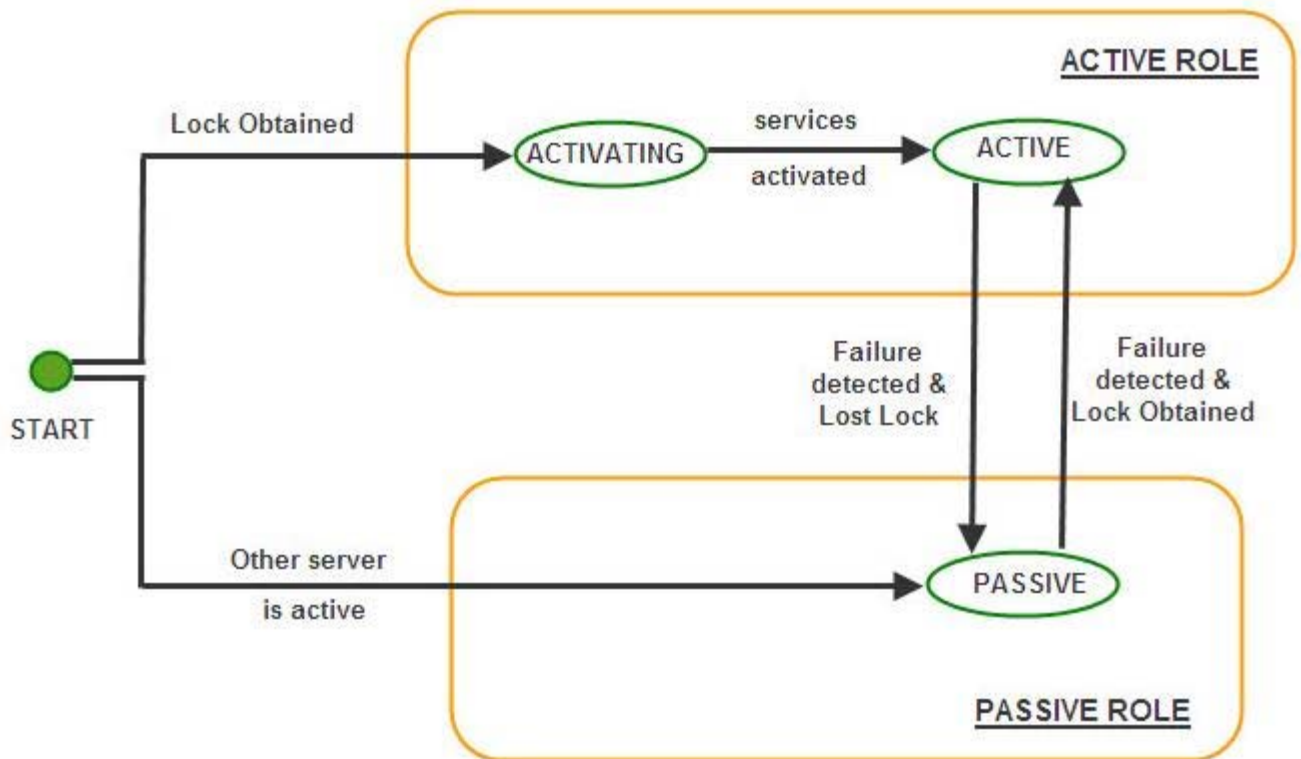 ACTIVE ROLE
Lock Obtained
services
ACTIVATING
ACTIVE
activated
START
Failure
detected &
Lost Lock
Failure
detected &
Lock Obtained
Other server
is active
PASSIVE
PASSIVE ROLE